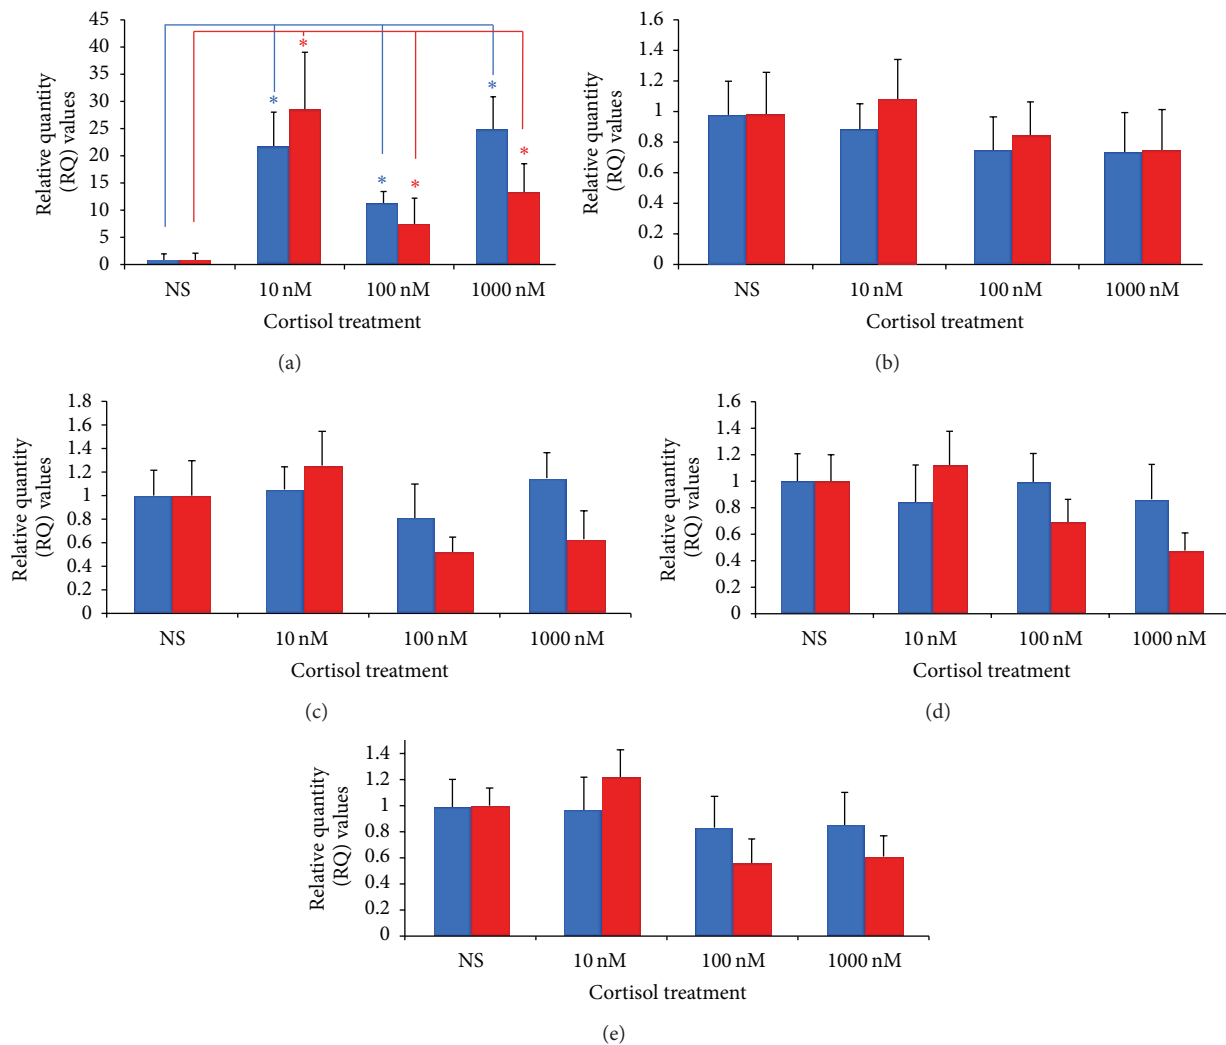 Relative quantity
(RQ) values
45
40
35
30
25
20
15
10
5
0
* * * * * *
NS 10 nM 100 nM 1000 nM
Cortisol treatment
(a)
Relative quantity
(RQ) values
1.6
1.4
1.2
1
0.8
0.6
0.4
0.2
0
NS 10 nM 100 nM 1000 nM
Cortisol treatment
(b)
Relative quantity
(RQ) values
1.8
1.6
1.4
1.2
1
0.8
0.6
0.4
0.2
0
NS 10 nM 100 nM 1000 nM
Cortisol treatment
(c)
Relative quantity
(RQ) values
1.6
1.4
1.2
1
0.8
0.6
0.4
0.2
0
NS 10 nM 100 nM 1000 nM
Cortisol treatment
(d)
Relative quantity
(RQ) values
1.4
1.2
1
0.8
0.6
0.4
0.2
0
NS 10 nM 100 nM 1000 nM
Cortisol treatment
(e)